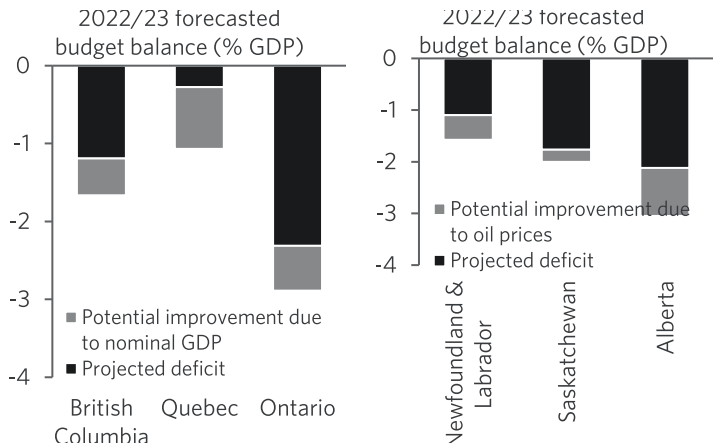 2022/23 forecasted
budget balance (% GDP)
0
-1
-2
-3
-4
Potential improvement due
to nominal GDP
Projected deficit
British
Columbia
Quebec
Ontario
2022/23 forecasted
budget balance (% GDP)
0
-1
-2
-3
-4
Potential improvement due
to oil prices
Projected deficit
Newfoundland &
Labrador
Saskatchewan
Alberta